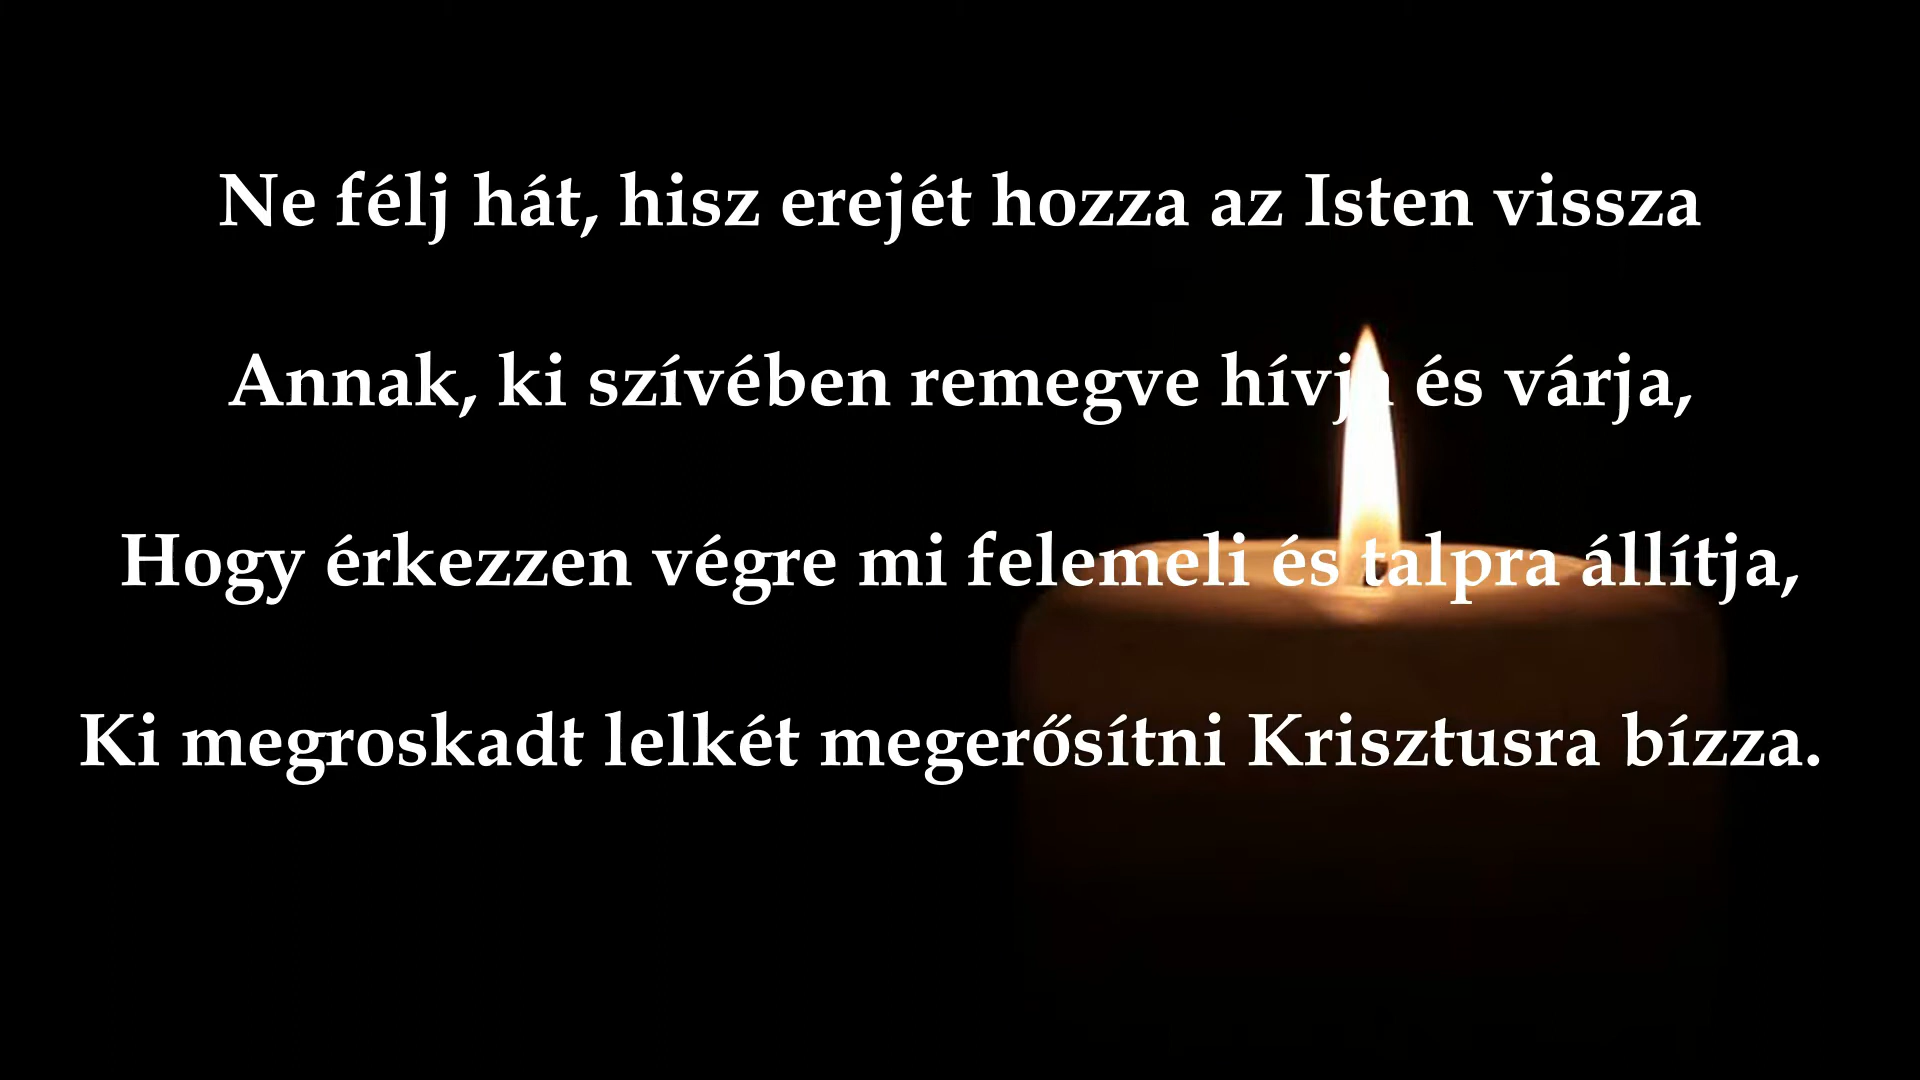 Ne félj hát, hisz erejét hozza az Isten vissza
Annak, ki szívében remegve hívja és várja,
Hogy érkezzen végre mi felemeli és talpra állítja,
Ki megroskadt lelkét megerősítni Krisztusra bízza.